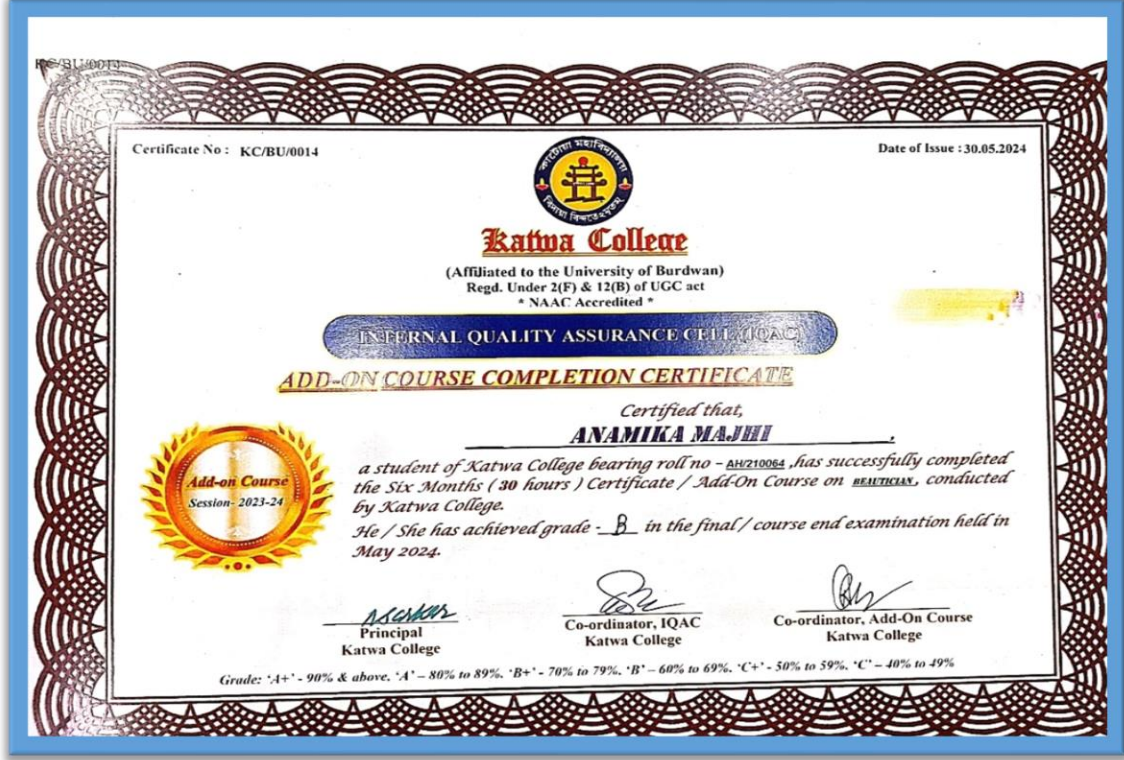 KC/BU/0014
Certificate No : KC/BU/0014
Date of Issue : 30.05.2024
কাটোয়া মহাবিদ্যালয়
Katwa College
(Affiliated to the University of Burdwan)
Regd. Under 2(F) & 12(B) of UGC act
* NAAC Accredited *
INTERNAL QUALITY ASSURANCE CELL (IQAC)
ADD-ON COURSE COMPLETION CERTIFICATE
Certified that,
ANAMIKA MAJHI ,
Add-on Course
Session- 2023-24
a student of Katwa College bearing roll no - AH/210064 ,has successfully completed
the Six Months ( 30 hours ) Certificate / Add-On Course on BEAUTICIAN , conducted
by Katwa College.
He / She has achieved grade - B in the final / course end examination held in
May 2024.
Principal
Katwa College
Co-ordinator, IQAC
Katwa College
Co-ordinator, Add-On Course
Katwa College
Grade: 'A+' - 90% & above. 'A' – 80% to 89%. 'B+' - 70% to 79%. 'B' – 60% to 69%. 'C+' - 50% to 59%. 'C' – 40% to 49%